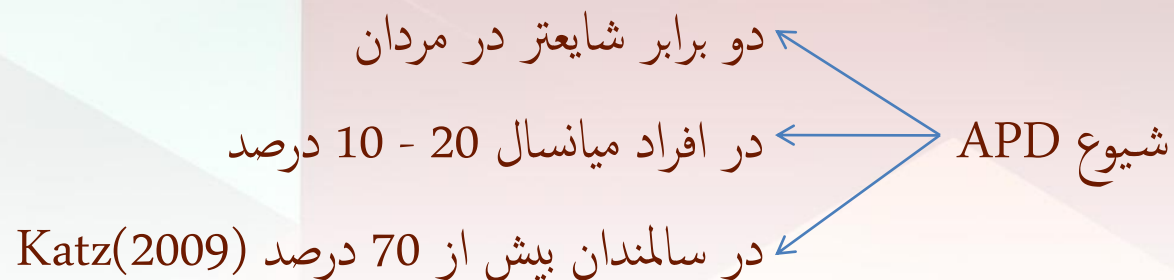 دو برابر شایعتر در مردان
شیوع APD
در افراد میانسال 20 - 10 درصد
در سالمندان بیش از 70 درصد Katz(2009)